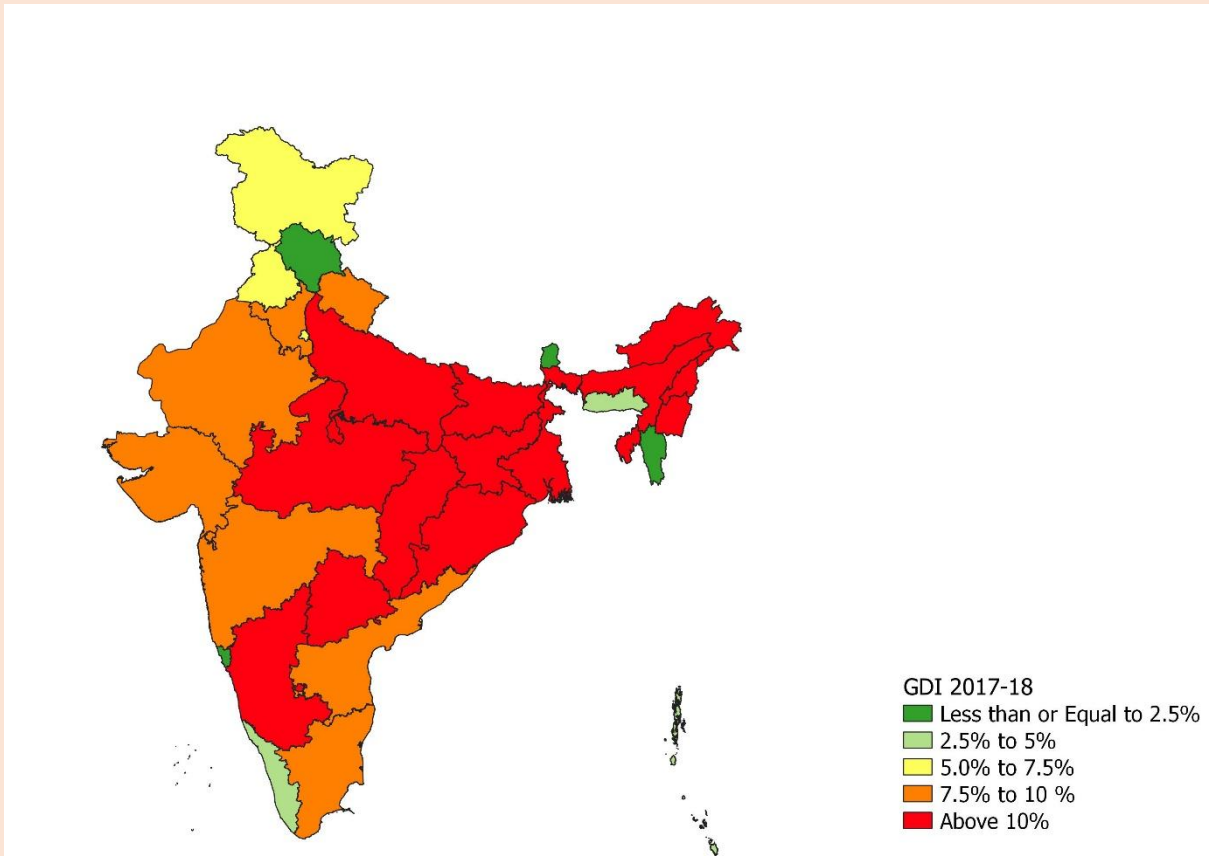 GDI 2017-18
Less than or Equal to 2.5%
2.5% to 5%
5.0% to 7.5%
7.5% to 10 %
Above 10%